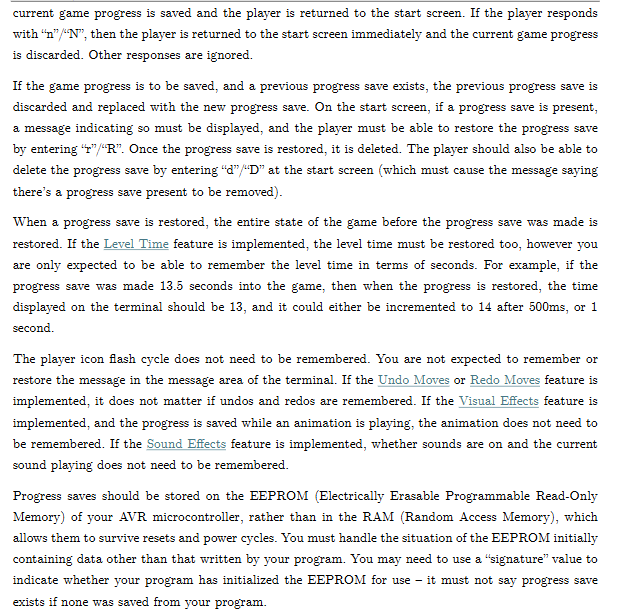 current game progress is saved and the player is returned to the start screen. If the player responds
with “n”/“N”, then the player is returned to the start screen immediately and the current game progress
is discarded. Other responses are ignored.
If the game progress is to be saved, and a previous progress save exists, the previous progress save is
discarded and replaced with the new progress save. On the start screen, if a progress save is present,
a message indicating so must be displayed, and the player must be able to restore the progress save
by entering “r”/“R”. Once the progress save is restored, it is deleted. The player should also be able to
delete the progress save by entering “d”/“D” at the start screen (which must cause the message saying
there’s a progress save present to be removed).
When a progress save is restored, the entire state of the game before the progress save was made is
restored. If the Level Time feature is implemented, the level time must be restored too, however you
are only expected to be able to remember the level time in terms of seconds. For example, if the
progress save was made 13.5 seconds into the game, then when the progress is restored, the time
displayed on the terminal should be 13, and it could either be incremented to 14 after 500ms, or 1
second.
The player icon flash cycle does not need to be remembered. You are not expected to remember or
restore the message in the message area of the terminal. If the Undo Moves or Redo Moves feature is
implemented, it does not matter if undos and redos are remembered. If the Visual Effects feature is
implemented, and the progress is saved while an animation is playing, the animation does not need to
be remembered. If the Sound Effects feature is implemented, whether sounds are on and the current
sound playing does not need to be remembered.
Progress saves should be stored on the EEPROM (Electrically Erasable Programmable Read-Only
Memory) of your AVR microcontroller, rather than in the RAM (Random Access Memory), which
allows them to survive resets and power cycles. You must handle the situation of the EEPROM initially
containing data other than that written by your program. You may need to use a “signature” value to
indicate whether your program has initialized the EEPROM for use – it must not say progress save
exists if none was saved from your program.